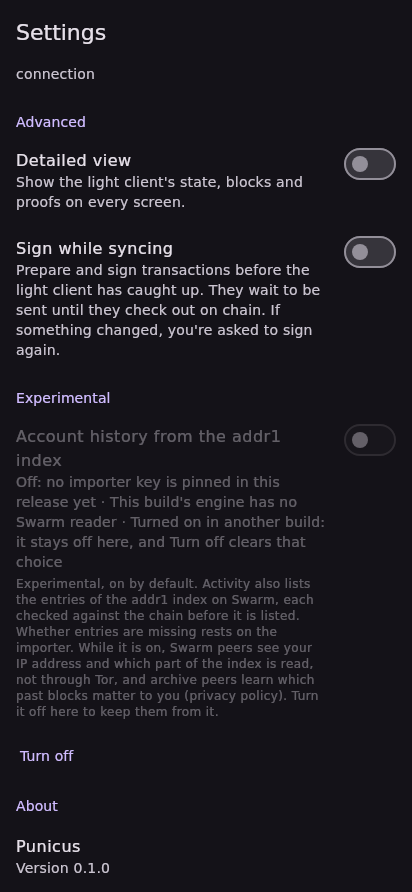 Settings
connection
Advanced
Detailed view
Show the light client's state, blocks and
proofs on every screen.
Sign while syncing
Prepare and sign transactions before the
light client has caught up. They wait to be
sent until they check out on chain. If
something changed, you're asked to sign
again.
Experimental
Account history from the addr1
index
Off: no importer key is pinned in this
release yet · This build's engine has no
Swarm reader · Turned on in another build:
it stays off here, and Turn off clears that
choice
Experimental, on by default. Activity also lists
the entries of the addr1 index on Swarm, each
checked against the chain before it is listed.
Whether entries are missing rests on the
importer. While it is on, Swarm peers see your
IP address and which part of the index is read,
not through Tor, and archive peers learn which
past blocks matter to you (privacy policy). Turn
it off here to keep them from it.
Turn off
About
Punicus
Version 0.1.0